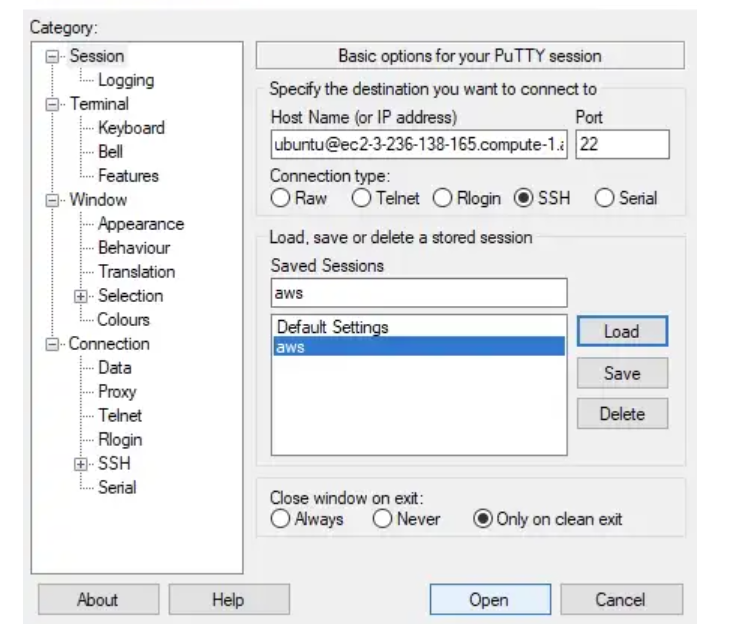 Category:
Session
Logging
Terminal
Keyboard
Bell
Features
Window
Appearance
Behaviour
Translation
Selection
Colours
Connection
Data
Proxy
Telnet
Rlogin
SSH
Serial
Basic options for your PuTTY session
Specify the destination you want to connect to
Host Name (or IP address) Port
ubuntu@ec2-3-236-138-165.compute-1.a 22
Connection type:
Raw Telnet Rlogin SSH Serial
Load, save or delete a stored session
Saved Sessions
aws
Default Settings
aws
Load
Save
Delete
Close window on exit:
Always Never Only on clean exit
About Help Open Cancel